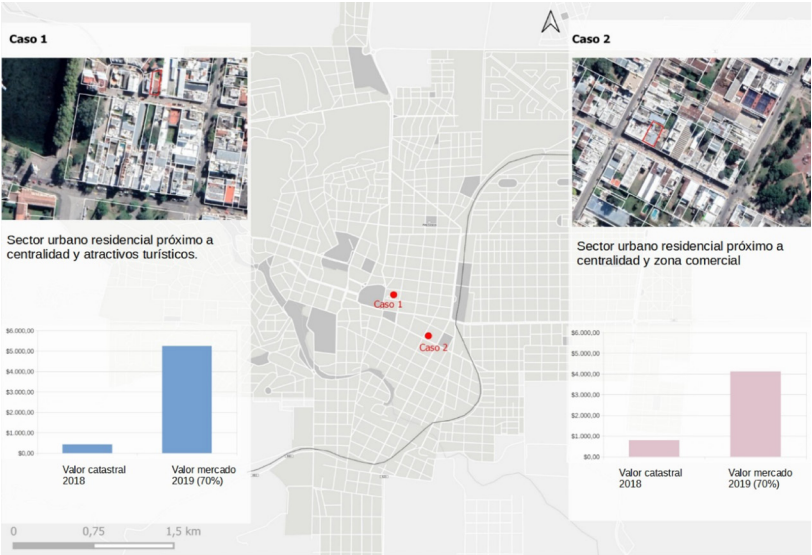 Caso 1
Sector urbano residencial próximo a
centralidad y atractivos turísticos.
$6.000,00
$5.000,00
$4.000,00
$3.000,00
$2.000,00
$1.000,00
$0,00
Valor catastral
2018
Valor mercado
2019 (70%)
0 0,75 1,5 km
Caso 1
Caso 2
Caso 2
Sector urbano residencial próximo a
centralidad y zona comercial
$6.000,00
$5.000,00
$4.000,00
$3.000,00
$2.000,00
$1.000,00
$0,00
Valor catastral
2018
Valor mercado
2019 (70%)